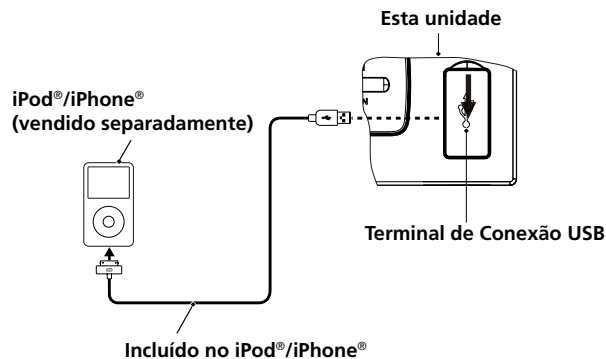 Esta unidade
iPod®/iPhone®
(vendido separadamente)
Terminal de Conexão USB
Incluído no iPod®/iPhone®